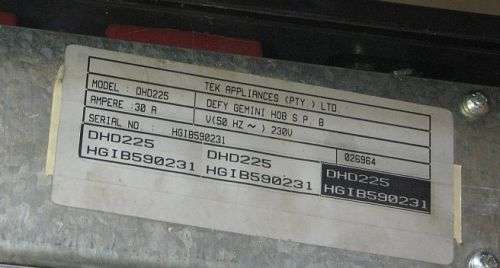 TEK APPLIANCES (PTY.) LTD
MODEL : DHD225 DEFY GEMINI HOB S.P. B
AMPERE : 30 A V(50 HZ ~ ) 230V
SERIAL NO : HGIB590231 026964
DHD225 DHD225 DHD225
HGIB590231 HGIB590231 HGIB590231